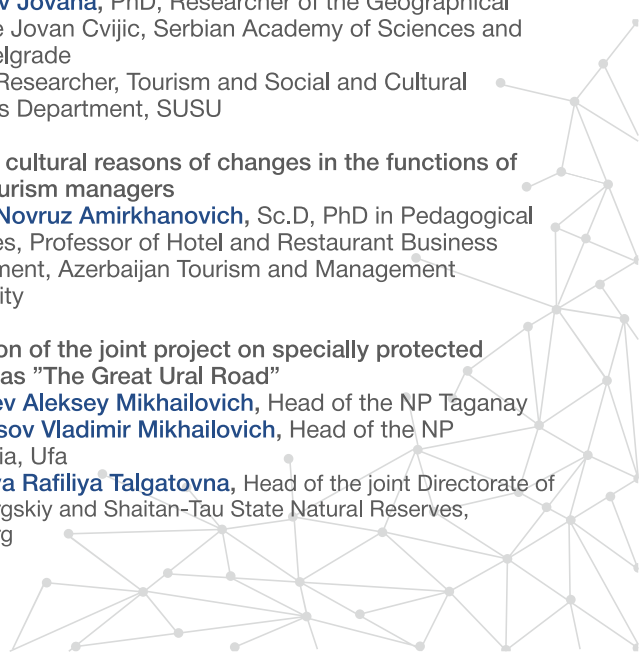 v Jovana, PhD, Researcher of the Geographical
e Jovan Cvijic, Serbian Academy of Sciences and
elgrade
Researcher, Tourism and Social and Cultural
s Department, SUSU
cultural reasons of changes in the functions of
urism managers
Novruz Amirkhanovich, Sc.D, PhD in Pedagogical
es, Professor of Hotel and Restaurant Business
ment, Azerbaijan Tourism and Management
ity
on of the joint project on specially protected
as ”The Great Ural Road”
ev Aleksey Mikhailovich, Head of the NP Taganay
sov Vladimir Mikhailovich, Head of the NP
ia, Ufa
va Rafiliya Talgatovna, Head of the joint Directorate of
rgskiy and Shaitan-Tau State Natural Reserves,
rg